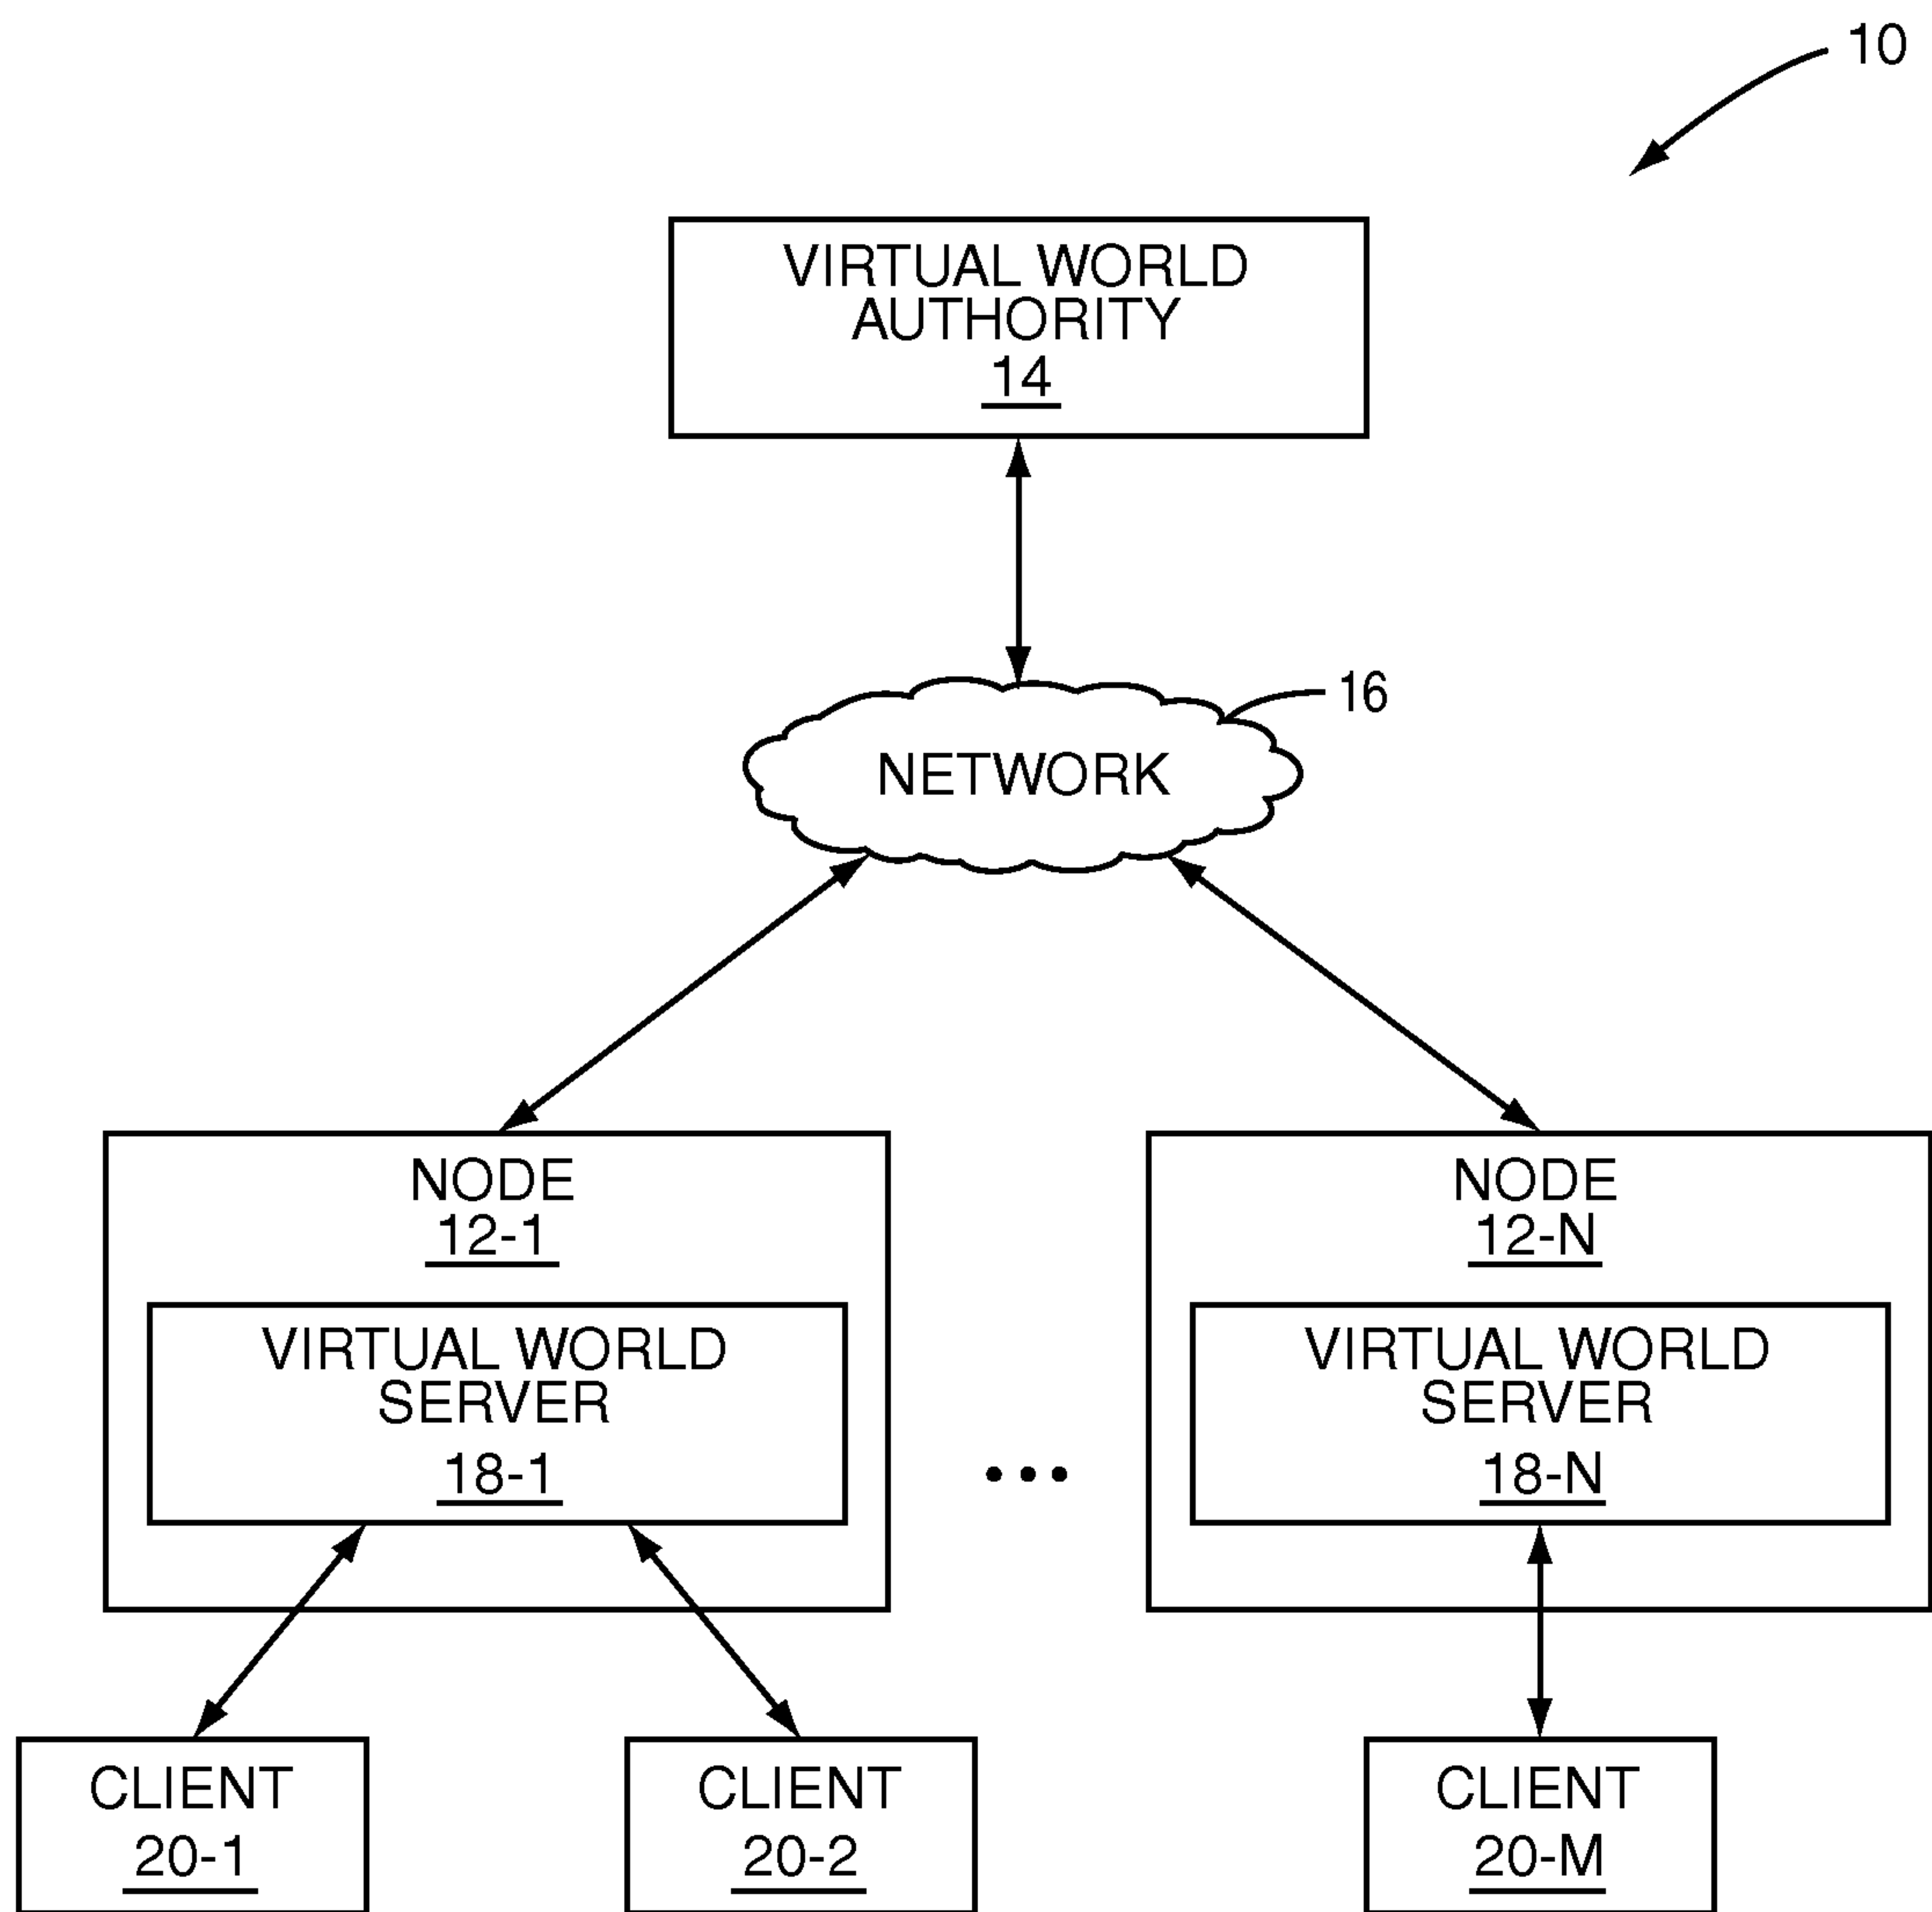 10
VIRTUAL WORLD
AUTHORITY
14
16
NETWORK
NODE
12-1
VIRTUAL WORLD
SERVER
18-1
...
NODE
12-N
VIRTUAL WORLD
SERVER
18-N
CLIENT
20-1
CLIENT
20-2
CLIENT
20-M